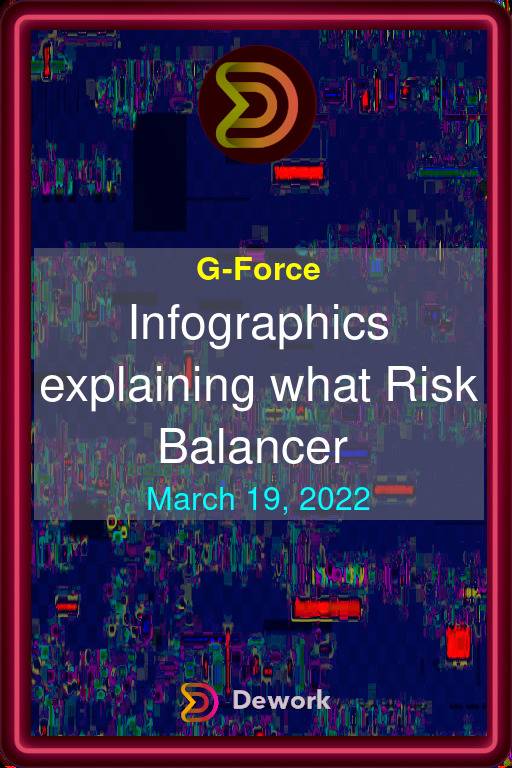 G-Force
Infographics
explaining what Risk
Balancer
March 19, 2022
Dework